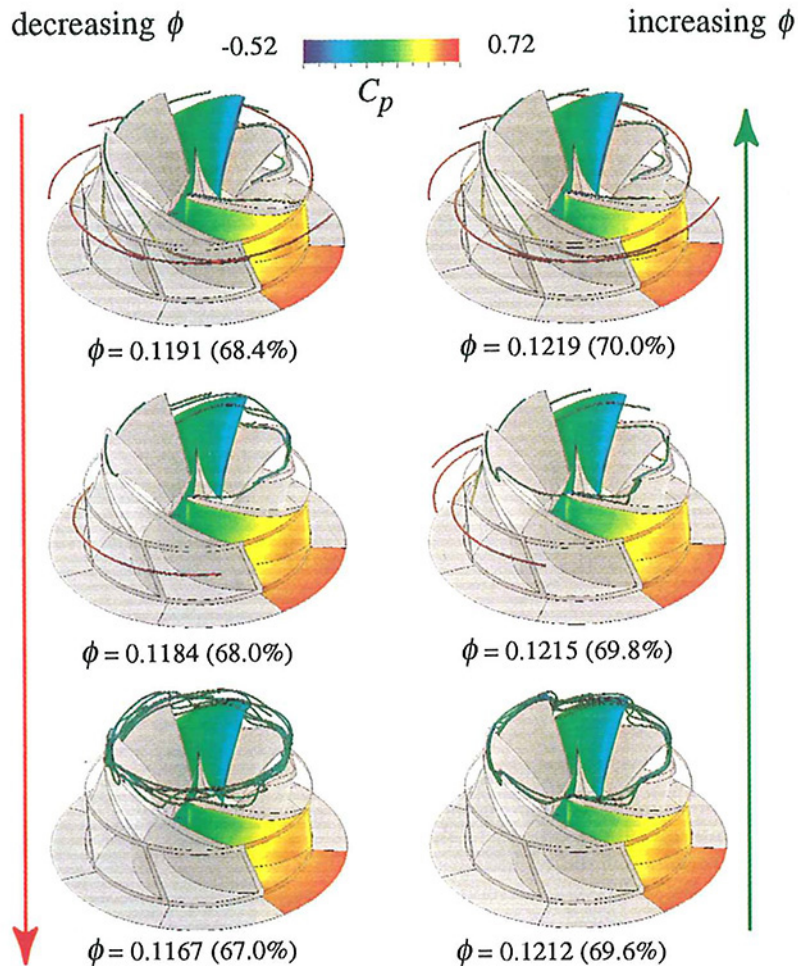 decreasing ϕ
increasing ϕ
-0.52
0.72
Cp
ϕ = 0.1191 (68.4%)
ϕ = 0.1219 (70.0%)
ϕ = 0.1184 (68.0%)
ϕ = 0.1215 (69.8%)
ϕ = 0.1167 (67.0%)
ϕ = 0.1212 (69.6%)